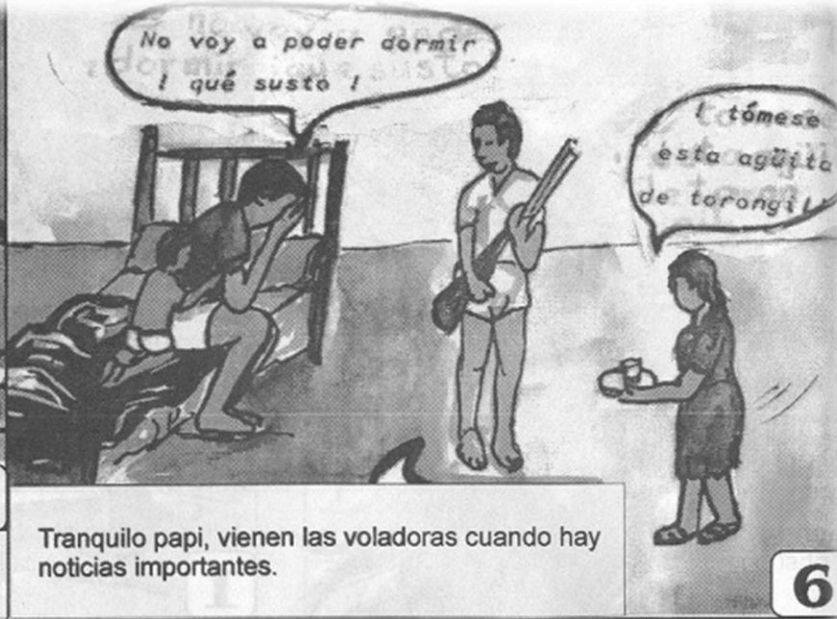 No voy a poder dormir
¡ qué susto !
¡ tómese
esta agüita
de torongil!
Tranquilo papi, vienen las voladoras cuando hay
noticias importantes.
6